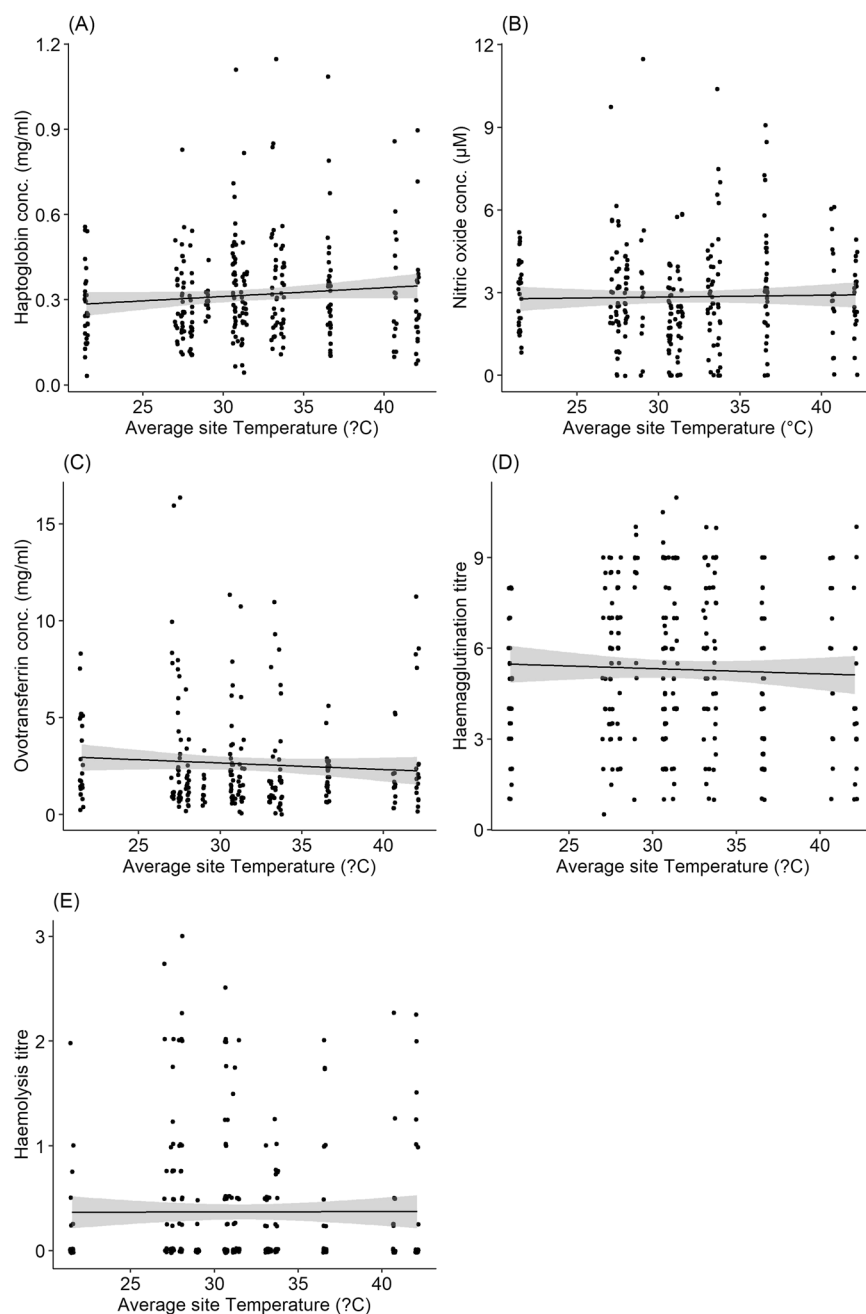 (A)
Haptoglobin conc. (mg/ml)
1.2
0.9
0.6
0.3
0.0
25 30 35 40
Average site Temperature (?C)
(B)
Nitric oxide conc. (µM)
12
9
6
3
0
25 30 35 40
Average site Temperature (°C)
(C)
Ovotransferrin conc. (mg/ml)
15
10
5
0
25 30 35 40
Average site Temperature (?C)
(D)
Haemagglutination titre
9
6
3
0
25 30 35 40
Average site Temperature (?C)
(E)
Haemolysis titre
3
2
1
0
25 30 35 40
Average site Temperature (?C)